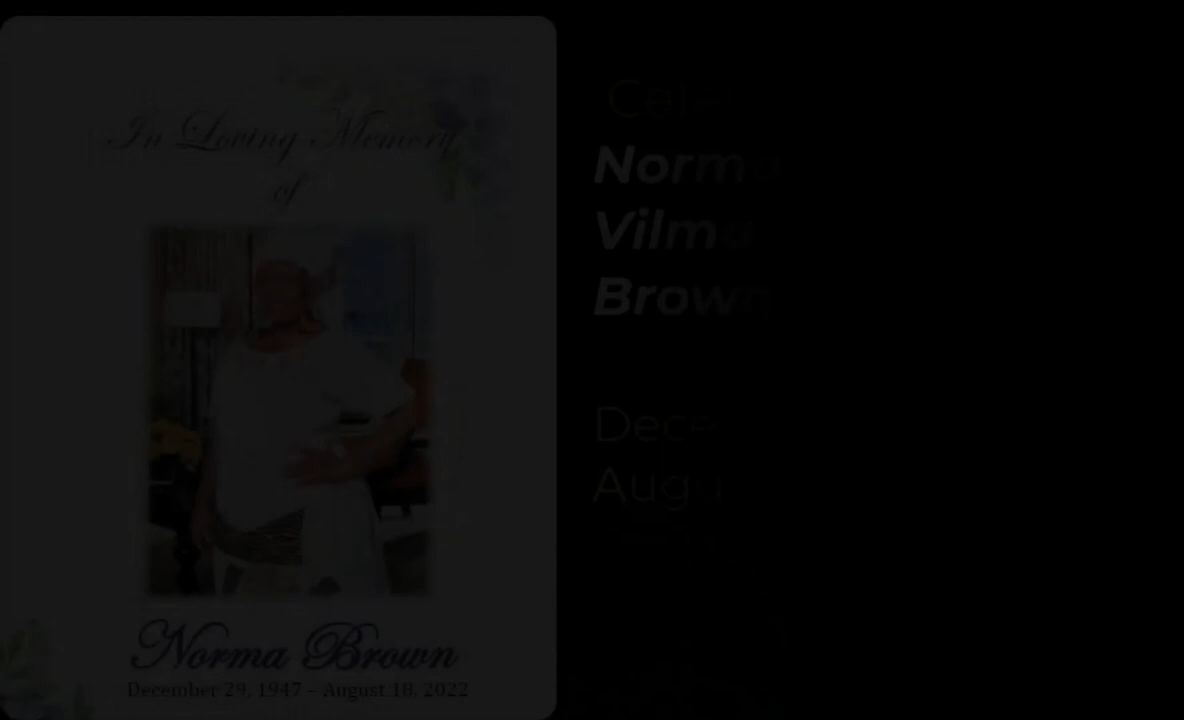 In Loving Memory
of
Norma Brown
December 29, 1947 – August 18, 2022
Norma
Vilma
Brown